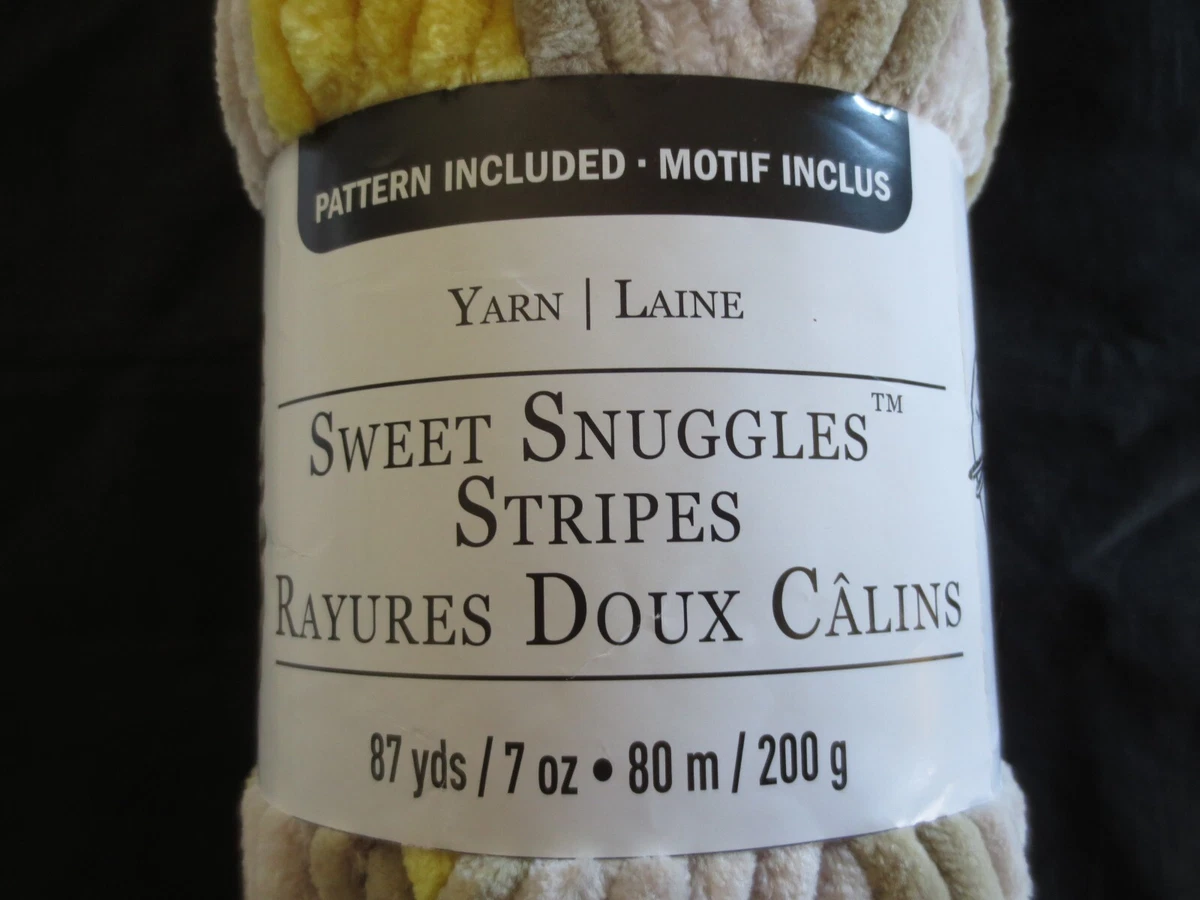 PATTERN INCLUDED · MOTIF INCLUS
YARN | LAINE
SWEET SNUGGLES™
STRIPES
RAYURES DOUX CÂLINS
87 yds / 7 oz • 80 m / 200 g